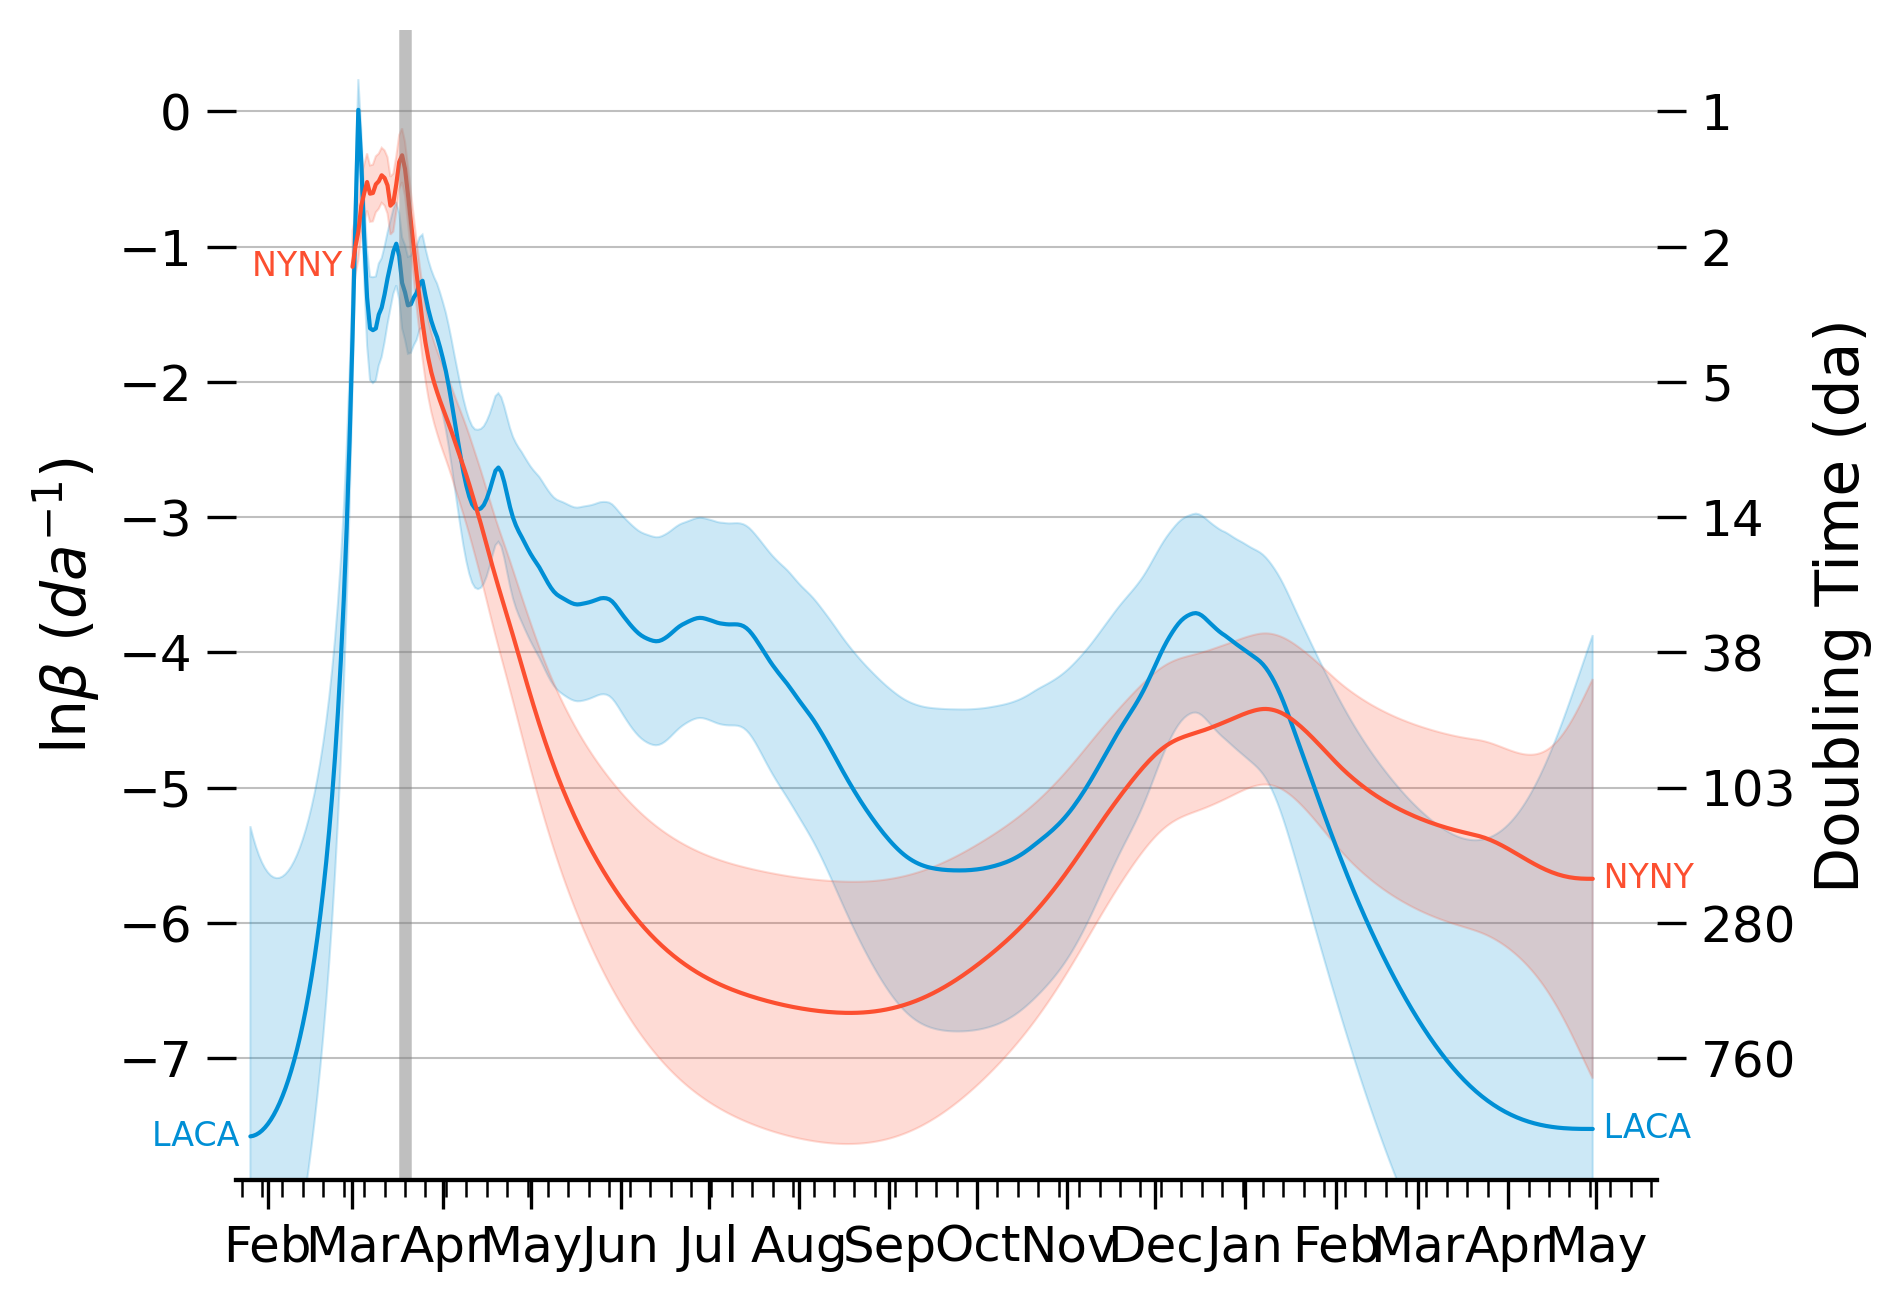 0
−1
−2
−3
−4
−5
−6
−7
lnβ (da⁻¹)
1
2
5
14
38
103
280
760
Doubling Time (da)
NYNY
LACA
NYNY
LACA
Feb Mar Apr May Jun Jul Aug Sep Oct Nov Dec Jan Feb Mar Apr May